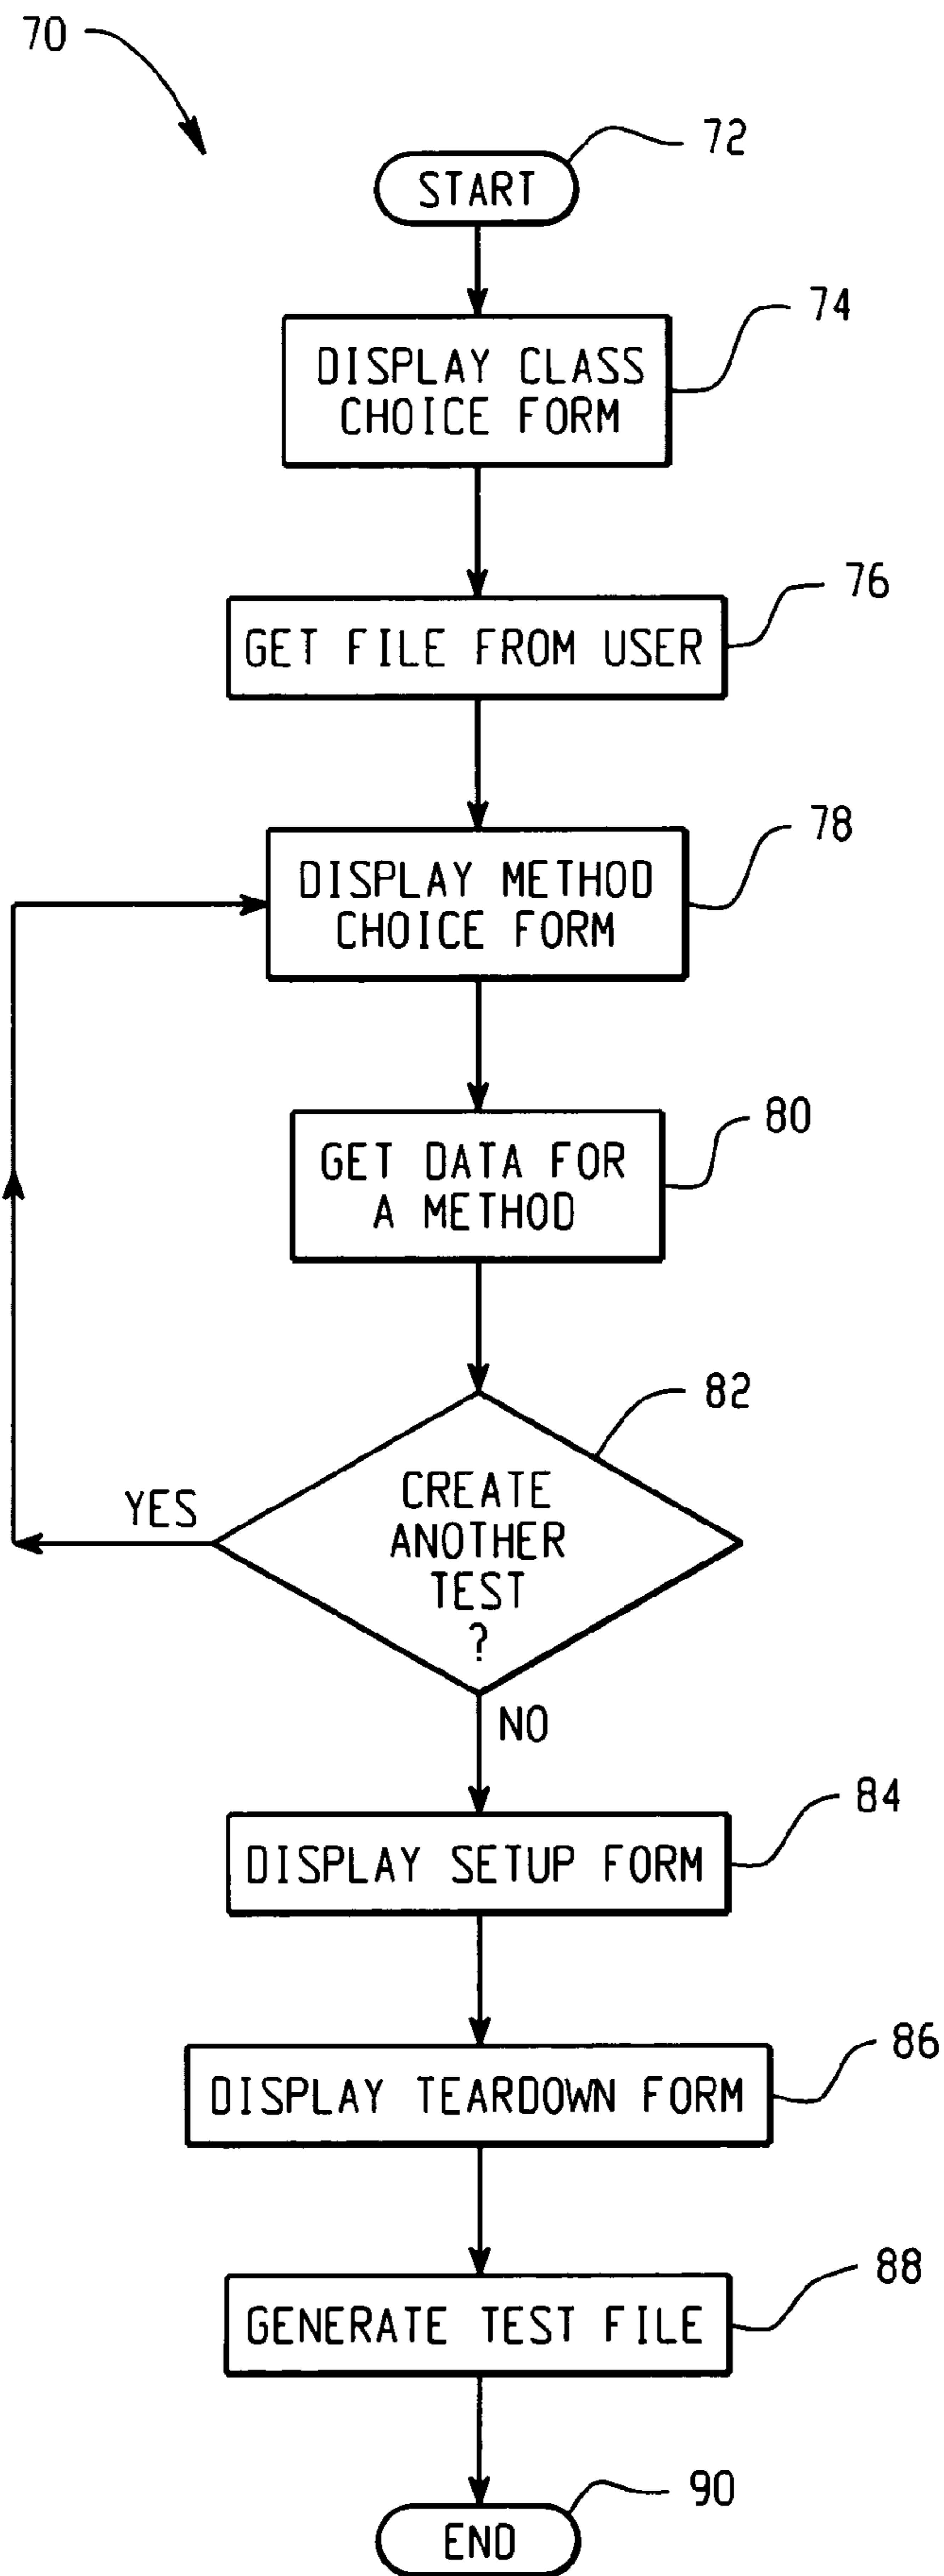 70
72
START
74
DISPLAY CLASS
CHOICE FORM
76
GET FILE FROM USER
78
DISPLAY METHOD
CHOICE FORM
80
GET DATA FOR
A METHOD
82
CREATE
ANOTHER
TEST
?
YES
NO
84
DISPLAY SETUP FORM
86
DISPLAY TEARDOWN FORM
88
GENERATE TEST FILE
90
END